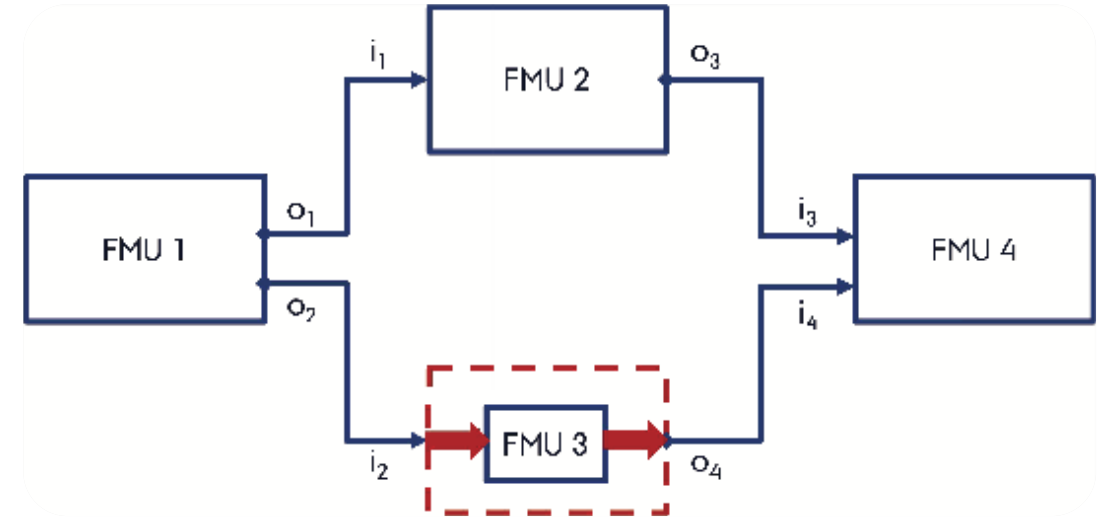 i₁
FMU 2
o₃
FMU 1
o₁
o₂
i₃
i₄
FMU 4
i₂
FMU 3
o₄